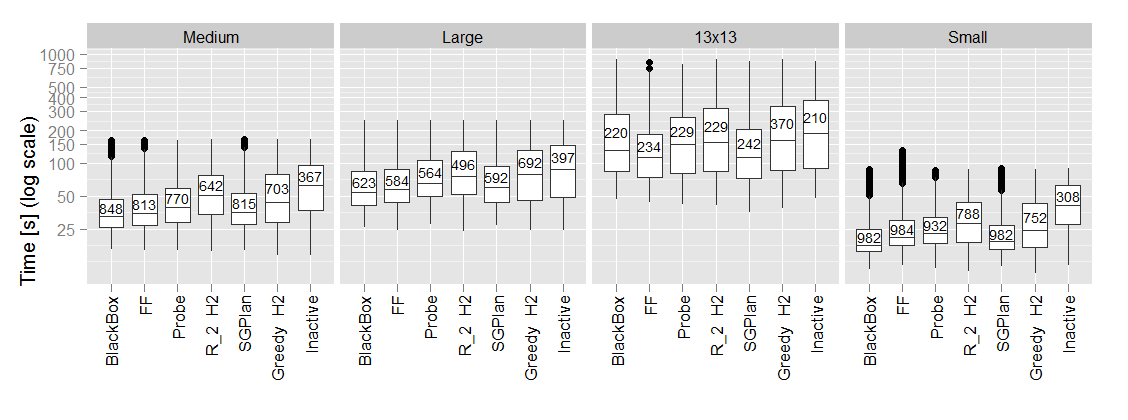 Medium Large 13x13 Small
Time [s] (log scale)
1000
750
500
400
300
200
150
100
50
25
848 813 770 642 815 703 367
623 584 564 496 592 692 397
220 234 229 229 242 370 210
982 984 932 788 982 752 308
BlackBox FF Probe R_2 H2 SGPlan Greedy H2 Inactive
BlackBox FF Probe R_2 H2 SGPlan Greedy H2 Inactive
BlackBox FF Probe R_2 H2 SGPlan Greedy H2 Inactive
BlackBox FF Probe R_2 H2 SGPlan Greedy H2 Inactive